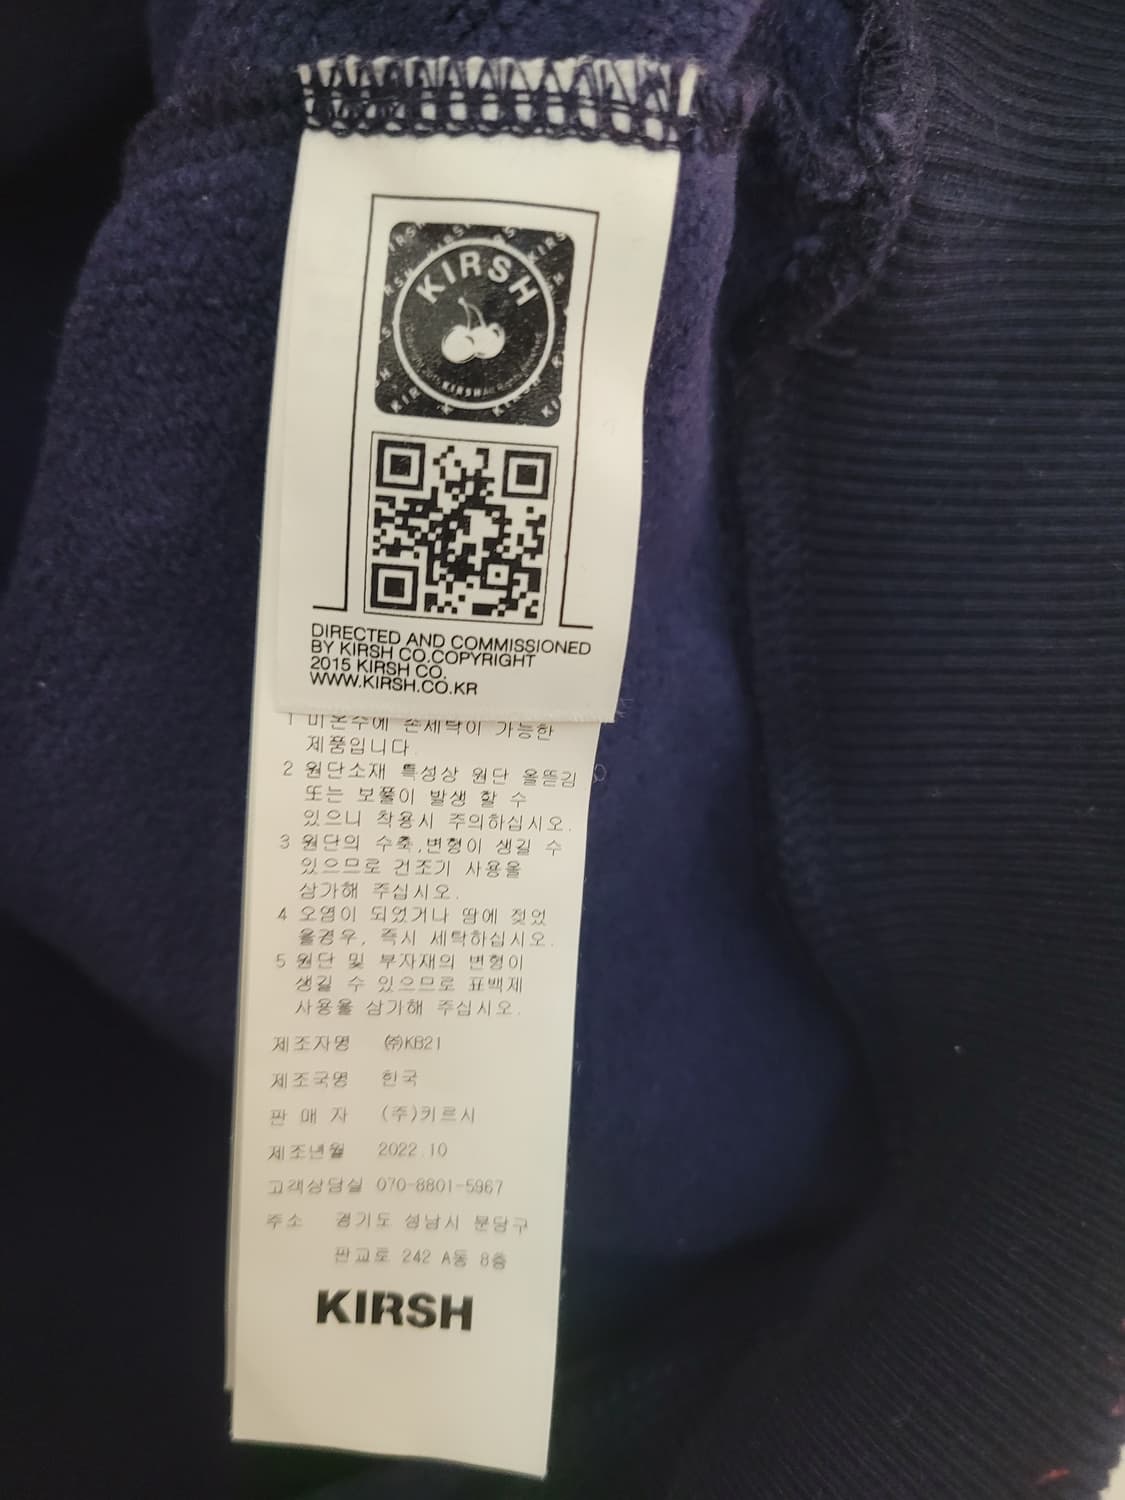 KIRSH
DIRECTED AND COMMISSIONED
BY KIRSH CO.COPYRIGHT
2015 KIRSH CO.
WWW.KIRSH.CO.KR
1 미온수에 손세탁이 가능한
제품입니다.
2 원단소재 특성상 원단 올뜯김
또는 보풀이 발생 할 수
있으니 착용시 주의하십시오.
3 원단의 수축,변형이 생길 수
있으므로 건조기 사용을
삼가해 주십시오.
4 오염이 되었거나 땀에 젖었
을경우, 즉시 세탁하십시오.
5 원단 및 부자재의 변형이
생길 수 있으므로 표백제
사용을 삼가해 주십시오.
제조자명 ㈜KB21
제조국명 한국
판 매 자 (주)키르시
제조년월 2022.10
고객상담실 070-8801-5967
주소 경기도 성남시 분당구
판교로 242 A동 8층
KIRSH